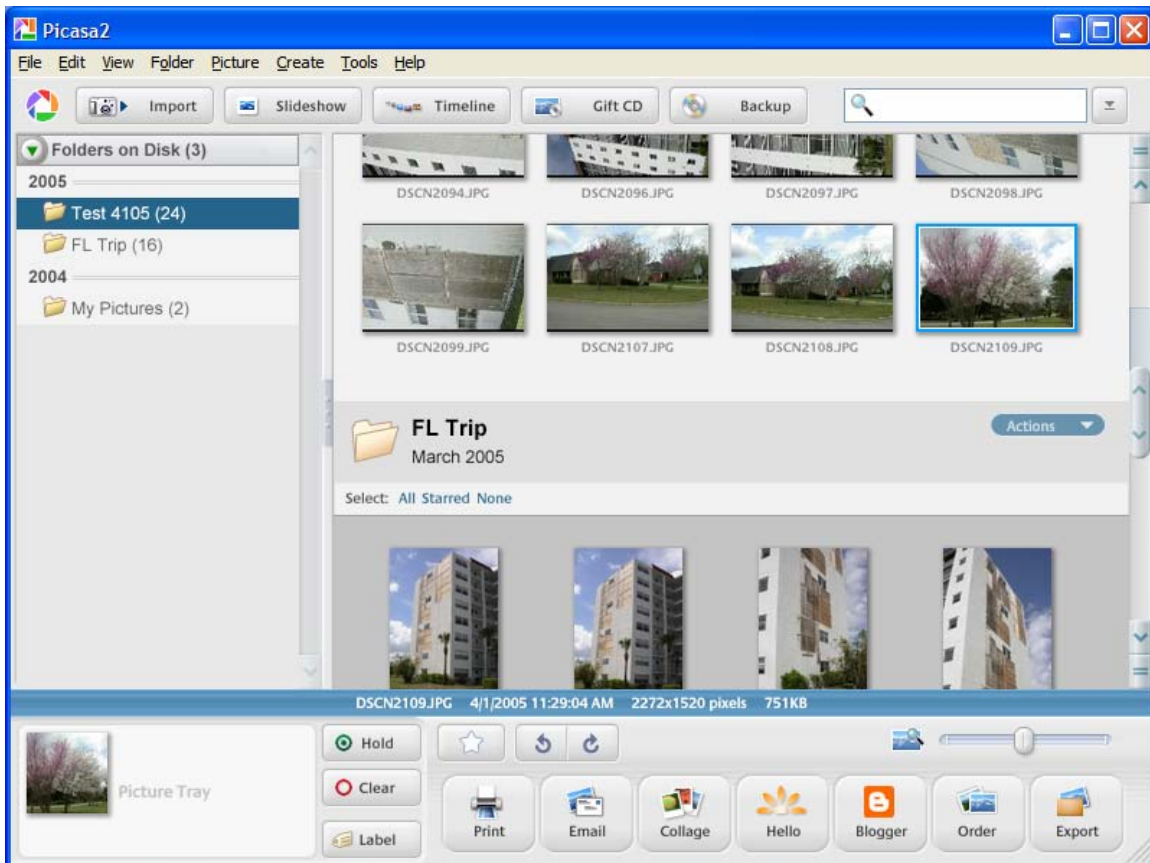 Picasa2
File Edit View Folder Picture Create Tools Help
Import Slideshow Timeline Gift CD Backup
Folders on Disk (3)
2005
Test 4105 (24)
FL Trip (16)
2004
My Pictures (2)
DSCN2094.JPG DSCN2096.JPG DSCN2097.JPG DSCN2098.JPG
DSCN2099.JPG DSCN2107.JPG DSCN2108.JPG DSCN2109.JPG
FL Trip
March 2005
Actions
Select: All Starred None
DSCN2109.JPG 4/1/2005 11:29:04 AM 2272x1520 pixels 751KB
Picture Tray
Hold
Clear
Label
Print Email Collage Hello Blogger Order Export